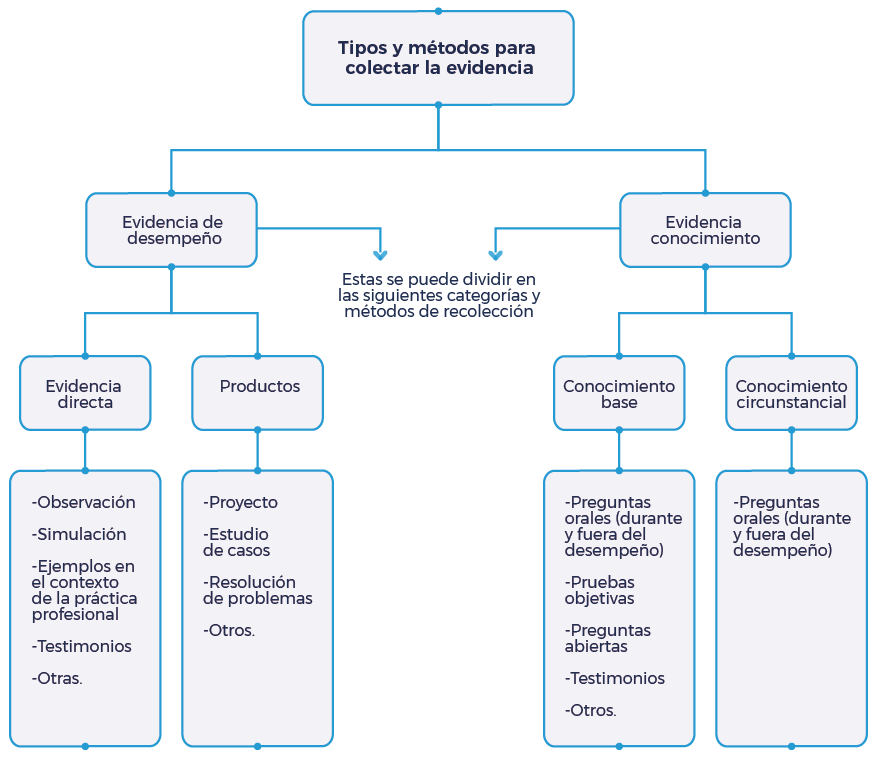 Tipos y métodos para
colectar la evidencia
Evidencia de
desempeño
Evidencia
conocimiento
Estas se puede dividir en
las siguientes categorías y
métodos de recolección
Evidencia
directa
Productos
Conocimiento
base
Conocimiento
circunstancial
-Observación
-Simulación
-Ejemplos en
el contexto
de la práctica
profesional
-Testimonios
-Otras.
-Proyecto
-Estudio
de casos
-Resolución
de problemas
-Otros.
-Preguntas
orales (durante
y fuera del
desempeño)
-Pruebas
objetivas
-Preguntas
abiertas
-Testimonios
-Otros.
-Preguntas
orales (durante
y fuera del
desempeño)